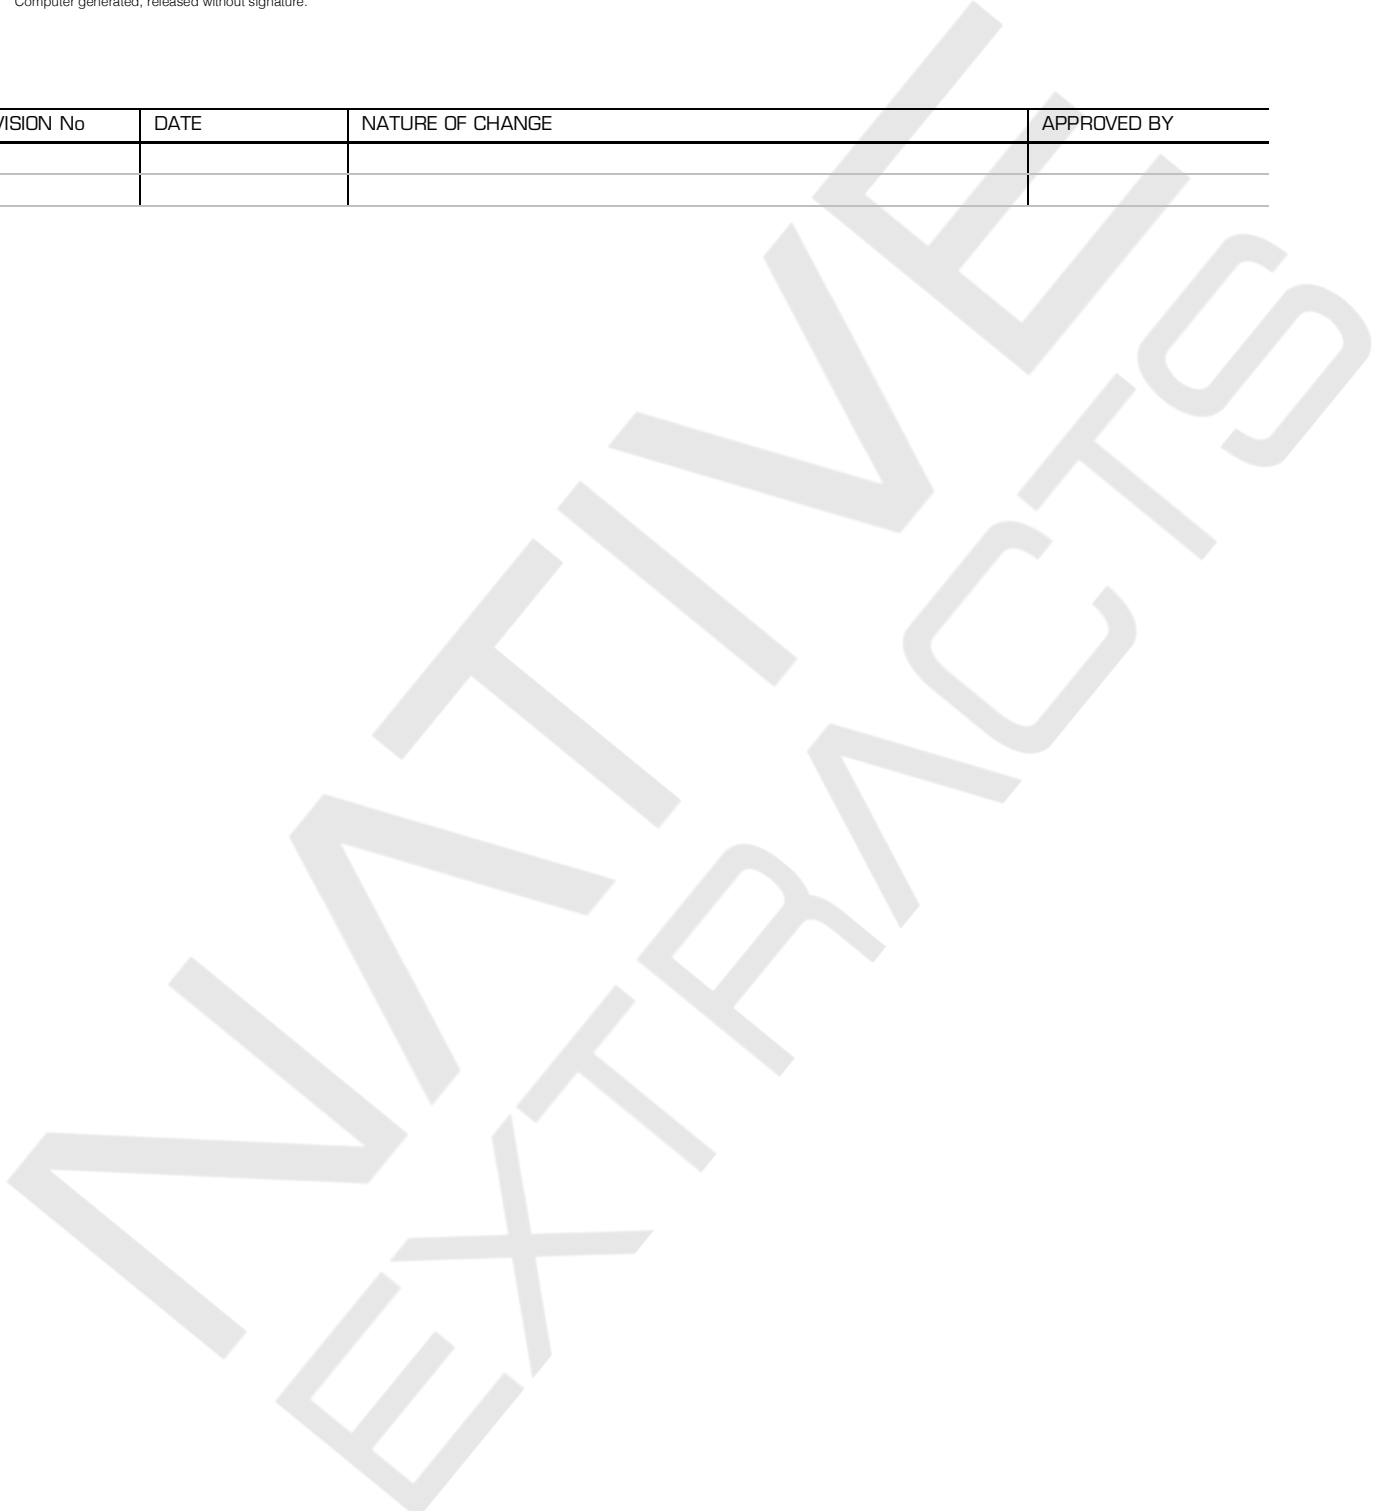 Computer generated, released without signature.
VISION No DATE NATURE OF CHANGE APPROVED BY
NATIVE
EXTRACTS